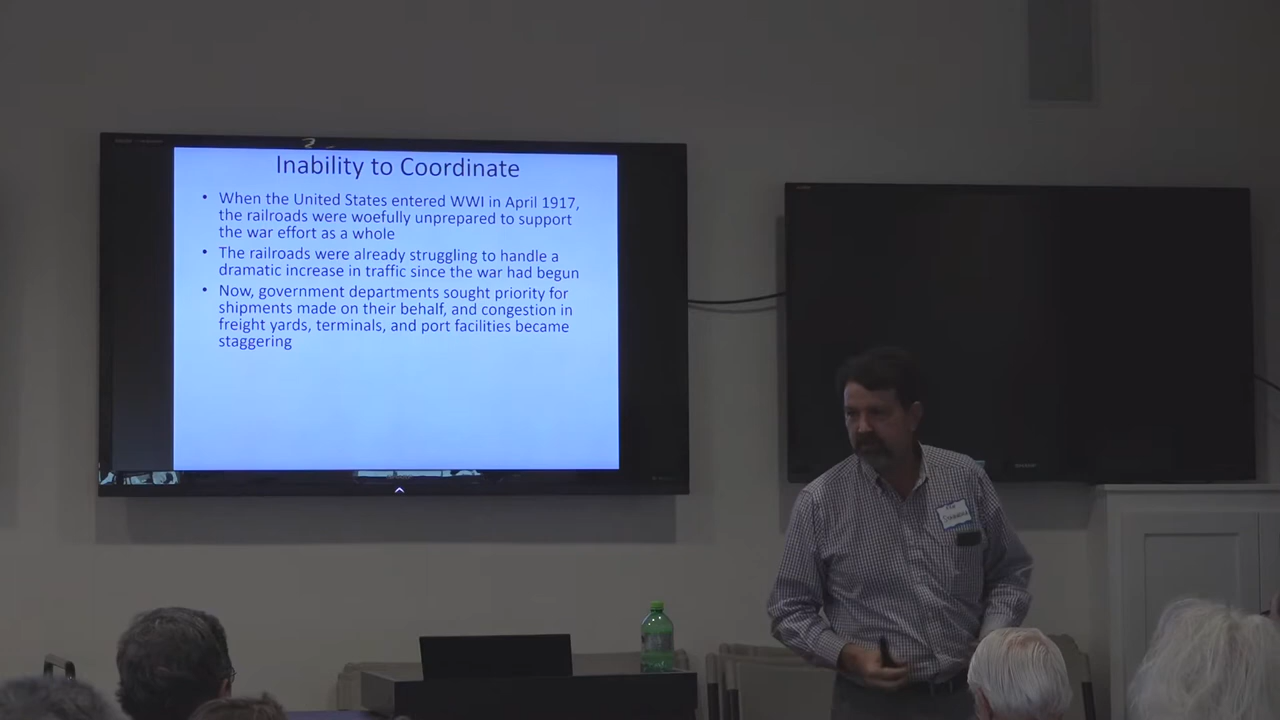 Inability to Coordinate
• When the United States entered WWI in April 1917,
the railroads were woefully unprepared to support
the war effort as a whole
• The railroads were already struggling to handle a
dramatic increase in traffic since the war had begun
• Now, government departments sought priority for
shipments made on their behalf, and congestion in
freight yards, terminals, and port facilities became
staggering